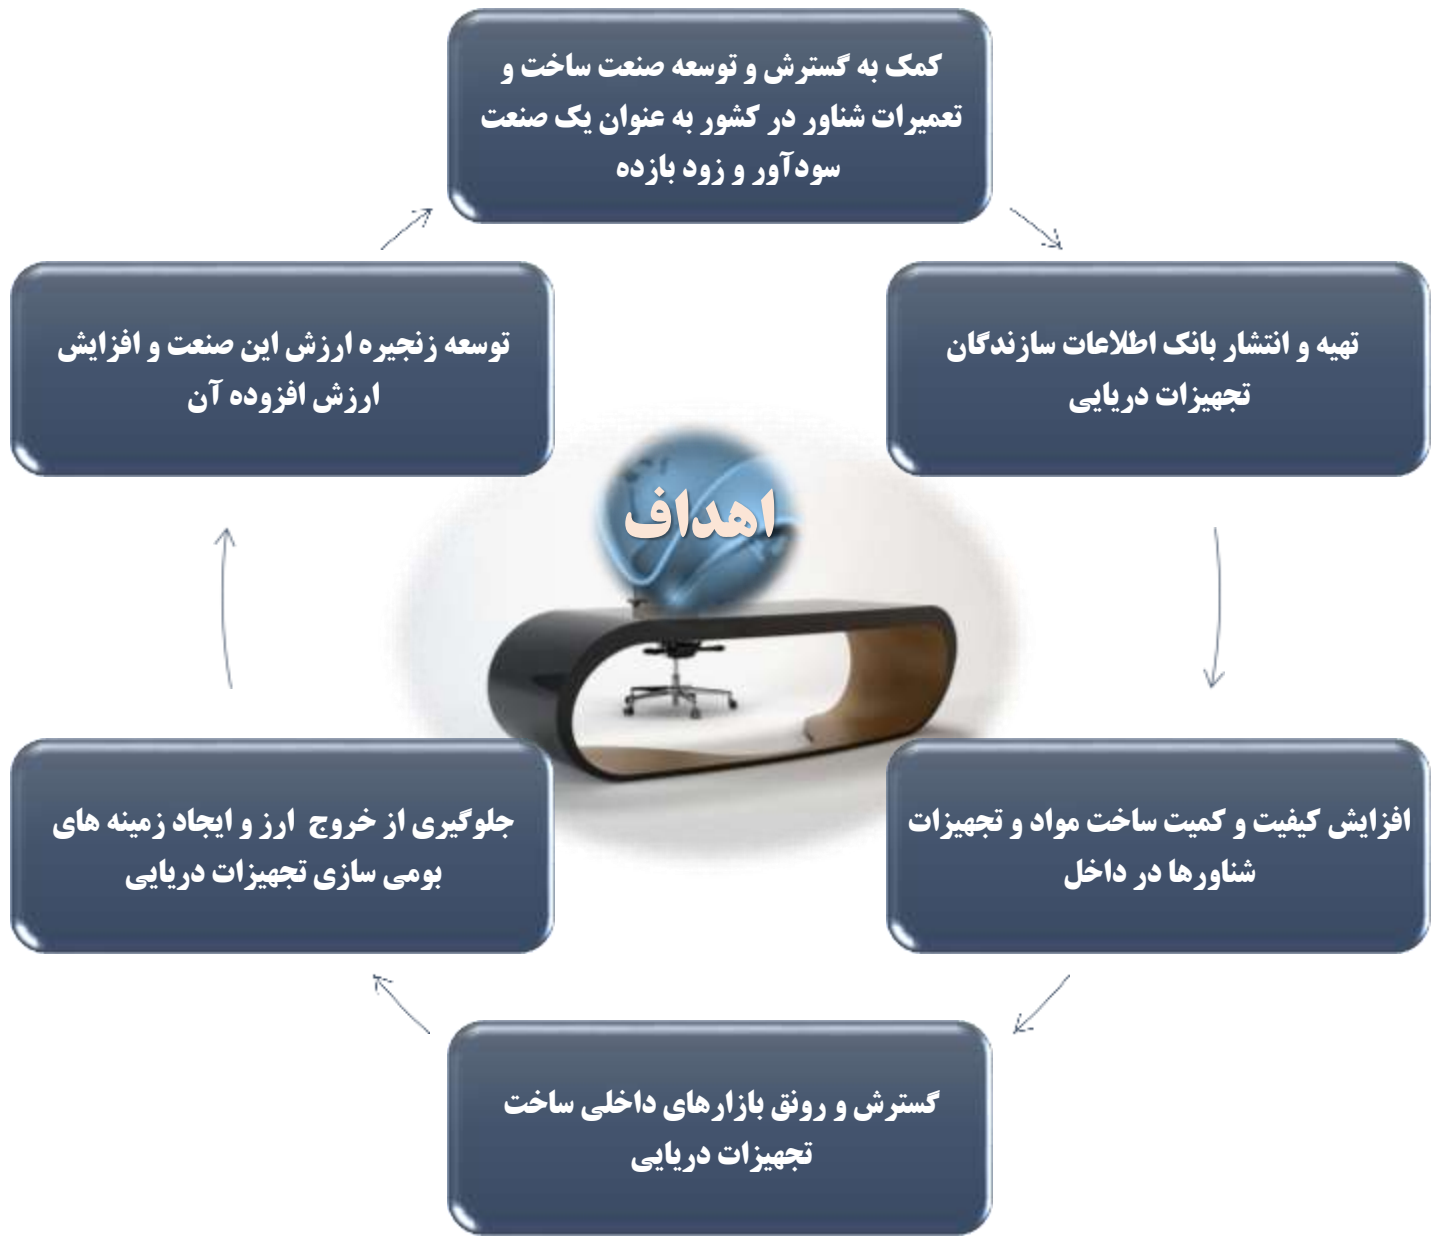 کمک به گسترش و توسعه صنعت ساخت و
تعمیرات شناور در کشور به عنوان یک صنعت
سودآور و زود بازده
تهیه و انتشار بانک اطلاعات سازندگان
تجهیزات دریایی
افزایش کیفیت و کمیت ساخت مواد و تجهیزات
شناورها در داخل
گسترش و رونق بازارهای داخلی ساخت
تجهیزات دریایی
جلوگیری از خروج ارز و ایجاد زمینه های
بومی سازی تجهیزات دریایی
توسعه زنجیره ارزش این صنعت و افزایش
ارزش افزوده آن
اهداف